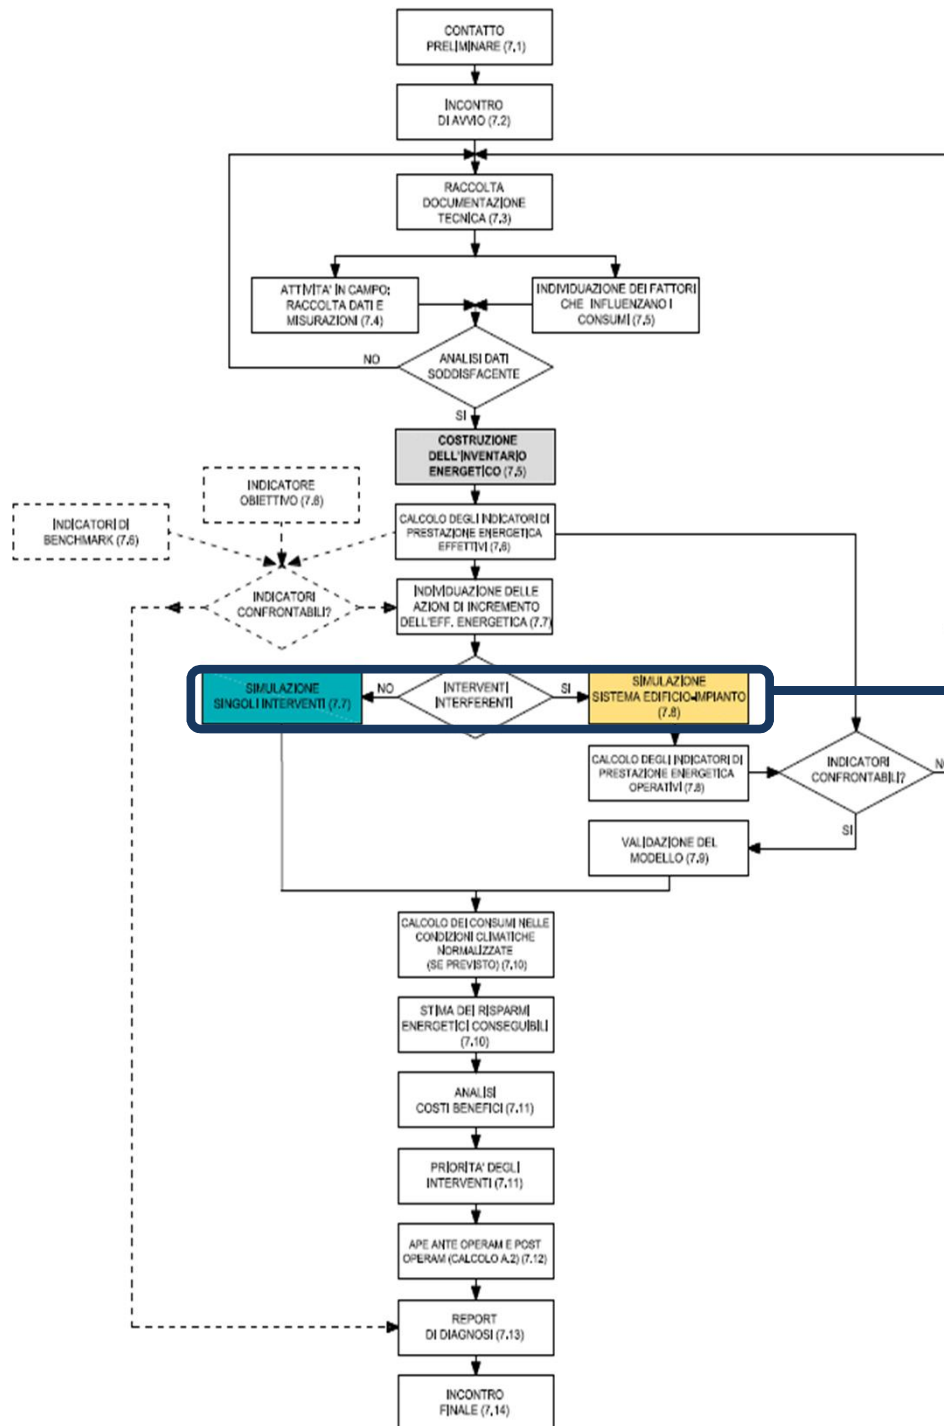 CONTATTO
PRELIMINARE (7.1)
INCONTRO
DI AVVIO (7.2)
RACCOLTA
DOCUMENTAZIONE
TECNICA (7.3)
ATTIVITA' IN CAMPO:
RACCOLTA DATI E
MISURAZIONI (7.4)
INDIVIDUAZIONE DEI FATTORI
CHE INFLUENZANO I
CONSUMI (7.5)
NO
ANALISI DATI
SODDISFACENTE
SI
COSTRUZIONE
DELL'INVENTARIO
ENERGETICO (7.5)
INDICATORE
OBIETTIVO (7.6)
INDICATORI DI
BENCHMARK (7.6)
CALCOLO DEGLI INDICATORI DI
PRESTAZIONE ENERGETICA
EFFETTIVI (7.6)
INDICATORI
CONFRONTABILI?
INDIVIDUAZIONE DELLE
AZIONI DI INCREMENTO
DELL'EFF. ENERGETICA (7.7)
SIMULAZIONE
SINGOLI INTERVENTI (7.7)
NO
INTERVENTI
INTERFERENTI
SI
SIMULAZIONE
SISTEMA EDIFICIO-IMPIANTO
(7.8)
CALCOLO DEGLI INDICATORI DI
PRESTAZIONE ENERGETICA
OPERATIVI (7.8)
INDICATORI
CONFRONTABILI?
NO
SI
VALIDAZIONE DEL
MODELLO (7.9)
CALCOLO DEI CONSUMI NELLE
CONDIZIONI CLIMATICHE
NORMALIZZATE
(SE PREVISTO) (7.10)
STIMA DEI RISPARMI
ENERGETICI CONSEGUIBILI
(7.10)
ANALISI
COSTI BENEFICI (7.11)
PRIORITA' DEGLI
INTERVENTI (7.11)
APE ANTE OPERAM E POST
OPERAM (CALCOLO A.2) (7.12)
REPORT
DI DIAGNOSI (7.13)
INCONTRO
FINALE (7.14)